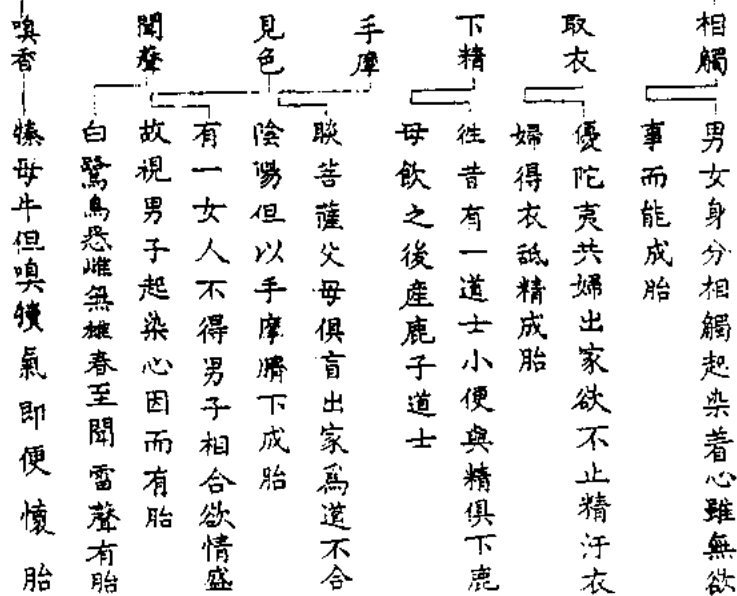 相觸
男女身分相觸起染着心雖無欲
事而能成胎
取衣
優陀夷共婦出家欲不止精汙衣
婦得衣舐精成胎
下精
往昔有一道士小便與精俱下鹿
母飲之後産鹿子道士
手摩
睒菩薩父母俱盲出家爲道不合
陰陽但以手摩臍下成胎
見色
有一女人不得男子相合欲情盛
故視男子起染心因而有胎
聞聲
白鷺鳥悉雌無雄春至聞雷聲有胎
嗅香
㹀母牛但嗅犢氣即便懷胎